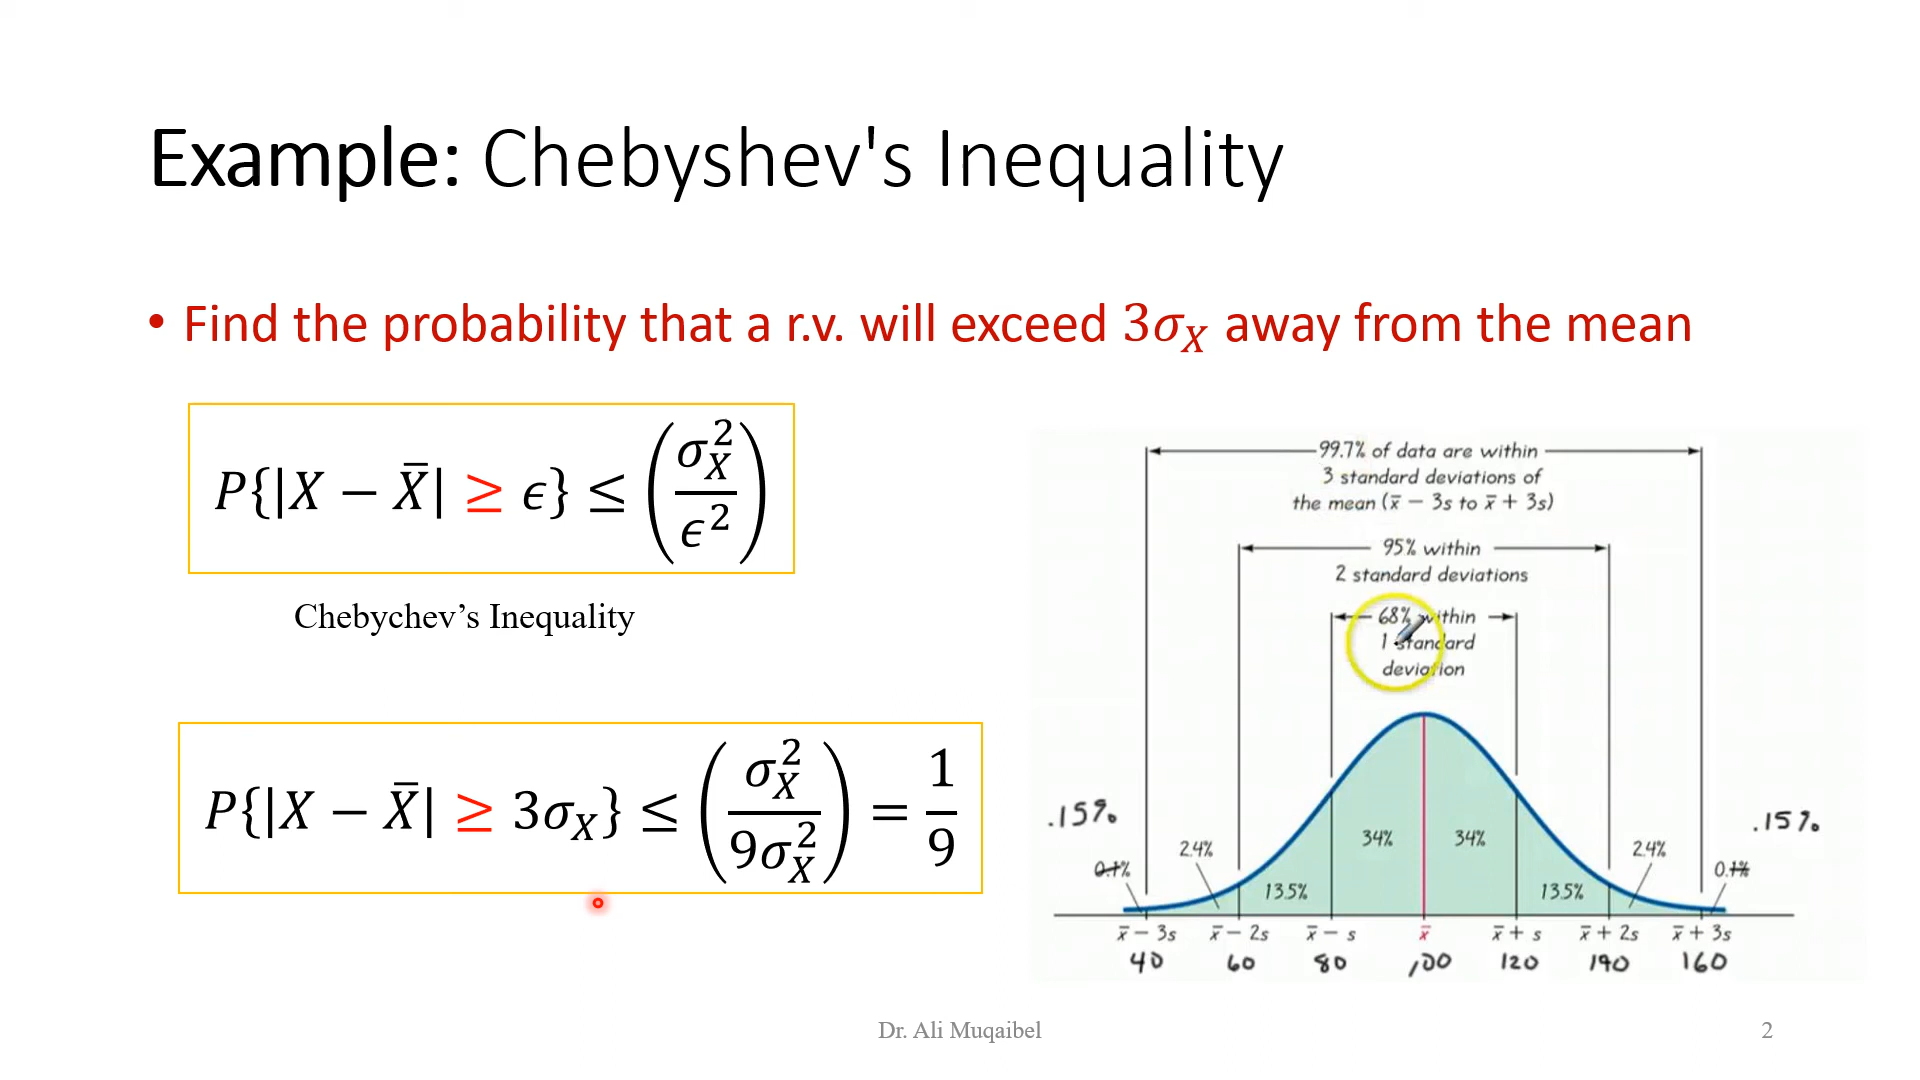 Example: Chebyshev's Inequality
• Find the probability that a r.v. will exceed 3σ_X away from the mean
P{|X − X̄| ≥ ϵ} ≤ (σ_X^2 / ϵ^2)
Chebychev’s Inequality
P{|X − X̄| ≥ 3σ_X} ≤ (σ_X^2 / 9σ_X^2) = 1/9
99.7% of data are within
3 standard deviations of
the mean (x̄ − 3s to x̄ + 3s)
95% within
2 standard deviations
68% within
1 standard
deviation
.15% .15%
34% 34%
2.4% 2.4%
0.1% 0.1%
13.5% 13.5%
x̄ − 3s x̄ − 2s x̄ − s x̄ x̄ + s x̄ + 2s x̄ + 3s
40 60 80 100 120 140 160
Dr. Ali Muqaibel 2